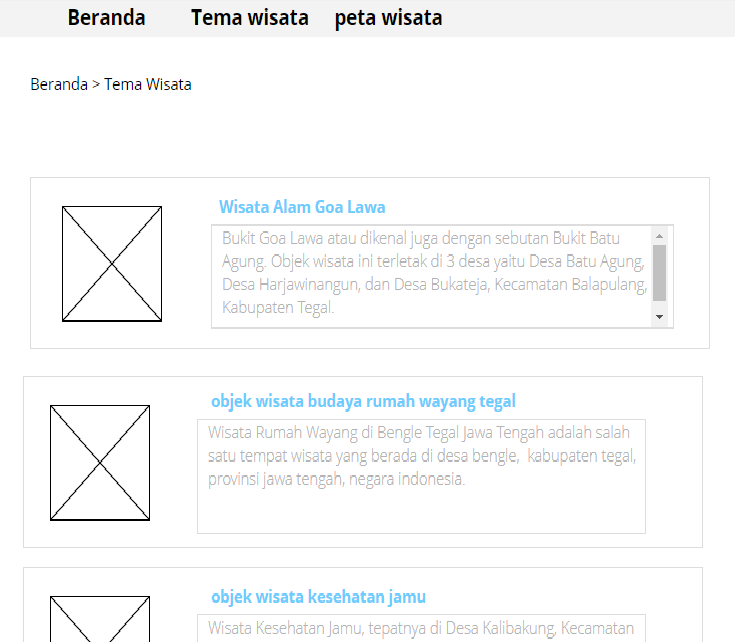 Beranda Tema wisata peta wisata
Beranda > Tema Wisata
Wisata Alam Goa Lawa
Bukit Goa Lawa atau dikenal juga dengan sebutan Bukit Batu
Agung. Objek wisata ini terletak di 3 desa yaitu Desa Batu Agung,
Desa Harjawinangun, dan Desa Bukateja, Kecamatan Balapulang,
Kabupaten Tegal.
objek wisata budaya rumah wayang tegal
Wisata Rumah Wayang di Bengle Tegal Jawa Tengah adalah salah
satu tempat wisata yang berada di desa bengle, kabupaten tegal,
provinsi jawa tengah, negara indonesia.
objek wisata kesehatan jamu
Wisata Kesehatan Jamu, tepatnya di Desa Kalibakung, Kecamatan